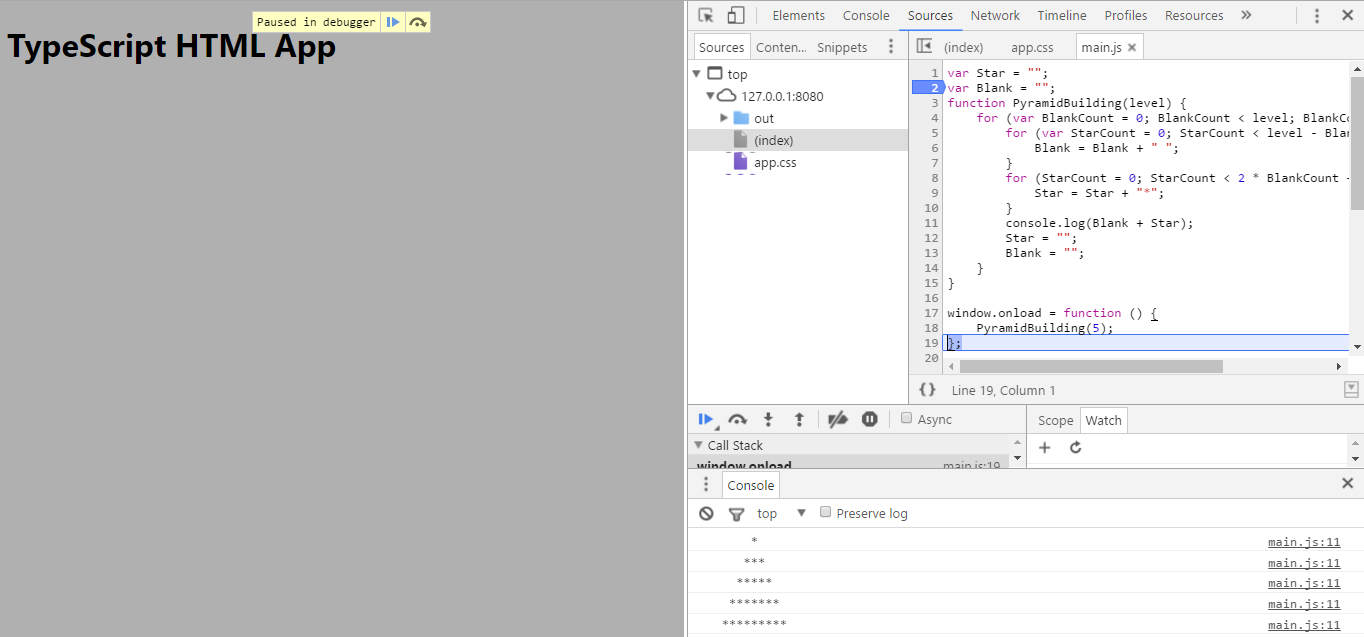 Paused in debugger
TypeScript HTML App
Elements Console Sources Network Timeline Profiles Resources »
Sources Conten... Snippets
(index) app.css main.js ×
top
127.0.0.1:8080
out
(index)
app.css
1 var Star = "";
2 var Blank = "";
3 function PyramidBuilding(level) {
4 for (var BlankCount = 0; BlankCount < level; BlankC
5 for (var StarCount = 0; StarCount < level - Blan
6 Blank = Blank + " ";
7 }
8 for (StarCount = 0; StarCount < 2 * BlankCount
9 Star = Star + "*";
10 }
11 console.log(Blank + Star);
12 Star = "";
13 Blank = "";
14 }
15 }
16
17 window.onload = function () {
18 PyramidBuilding(5);
19 };
20
{} Line 19, Column 1
Async
Scope Watch
Call Stack
window.onload main.js:19
Console
top Preserve log
* main.js:11
*** main.js:11
***** main.js:11
******* main.js:11
********* main.js:11